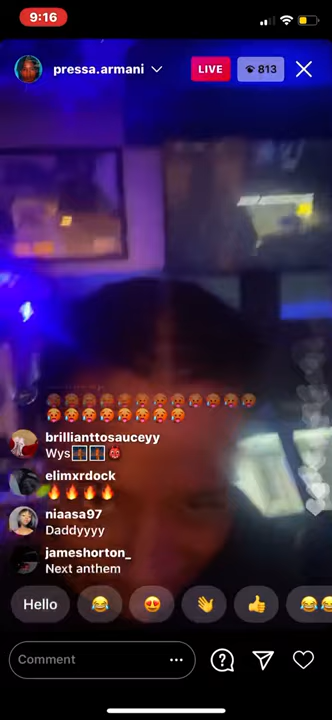 9:16
pressa.armani
LIVE
813
brillianttosauceyy
Wys
elimxrdock
niaasa97
Daddyyyy
jameshorton_
Next anthem
Hello
Comment